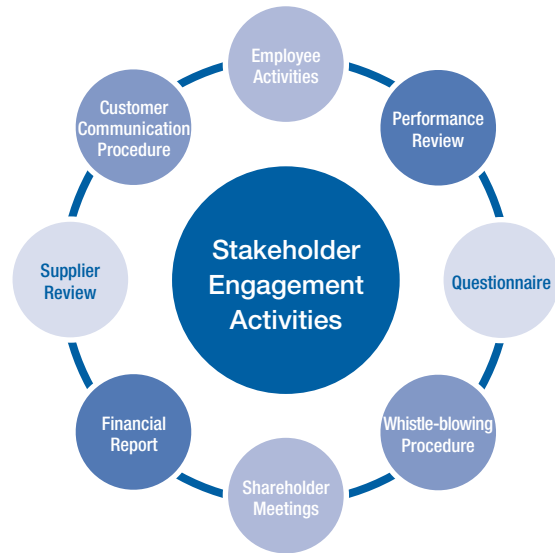 Employee
Activities
Performance
Review
Questionnaire
Whistle-blowing
Procedure
Shareholder
Meetings
Financial
Report
Supplier
Review
Customer
Communication
Procedure
Stakeholder
Engagement
Activities